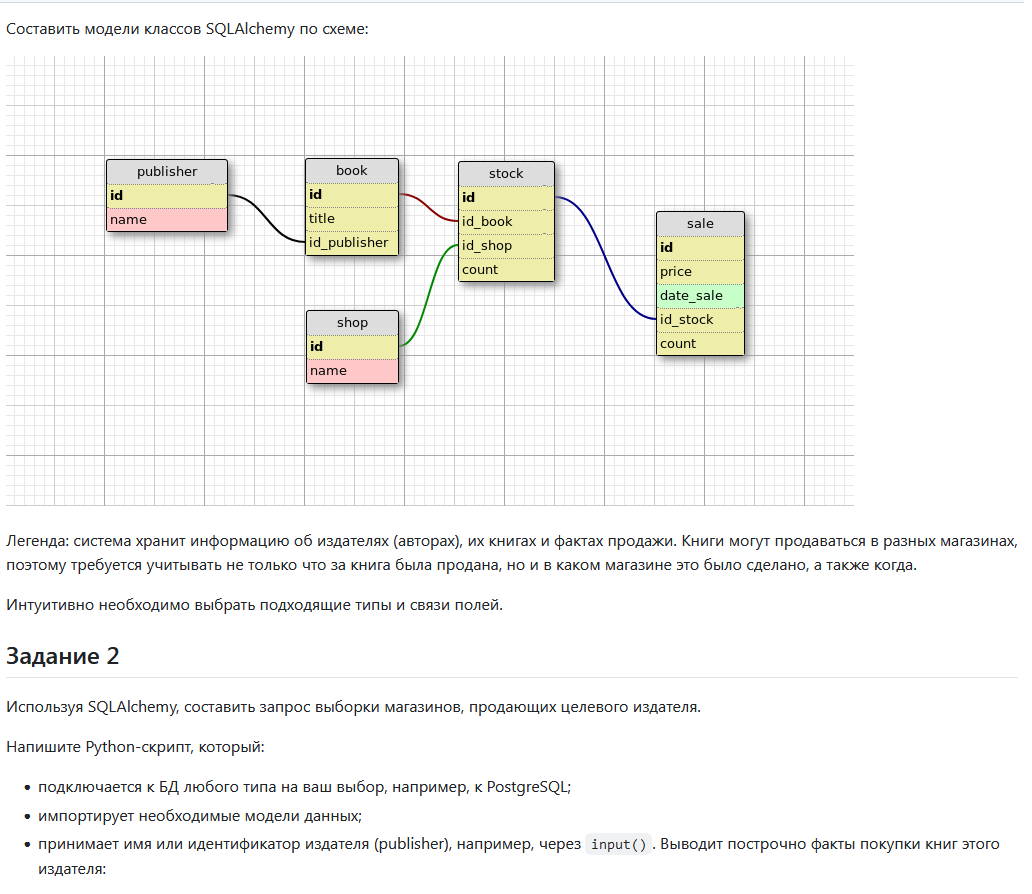 Составить модели классов SQLAlchemy по схеме:
publisher
id
name
book
id
title
id_publisher
shop
id
name
stock
id
id_book
id_shop
count
sale
id
price
date_sale
id_stock
count
Легенда: система хранит информацию об издателях (авторах), их книгах и фактах продажи. Книги могут продаваться в разных магазинах,
поэтому требуется учитывать не только что за книга была продана, но и в каком магазине это было сделано, а также когда.
Интуитивно необходимо выбрать подходящие типы и связи полей.
Задание 2
Используя SQLAlchemy, составить запрос выборки магазинов, продающих целевого издателя.
Напишите Python-скрипт, который:
• подключается к БД любого типа на ваш выбор, например, к PostgreSQL;
• импортирует необходимые модели данных;
• принимает имя или идентификатор издателя (publisher), например, через input(). Выводит построчно факты покупки книг этого
издателя: